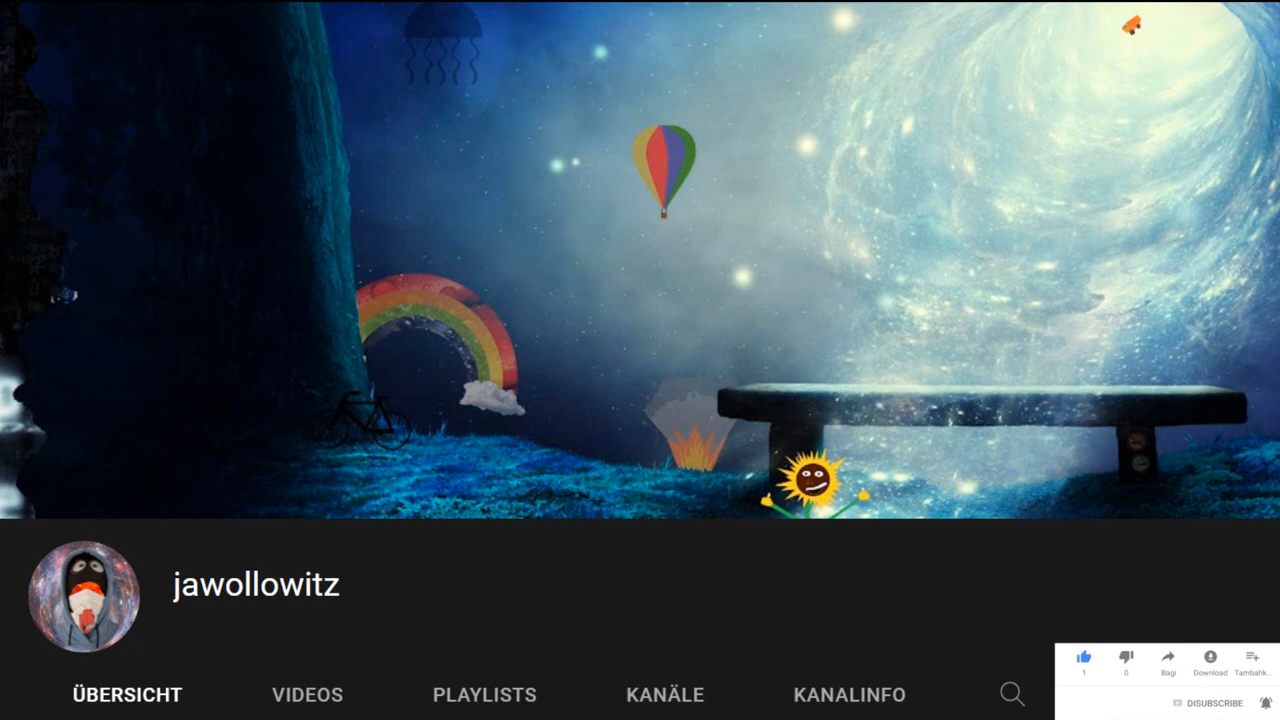 jawollowitz
ÜBERSICHT VIDEOS PLAYLISTS KANÄLE KANALINFO
1 0 Bagi Download Tambahk...
DISUBSCRIBE